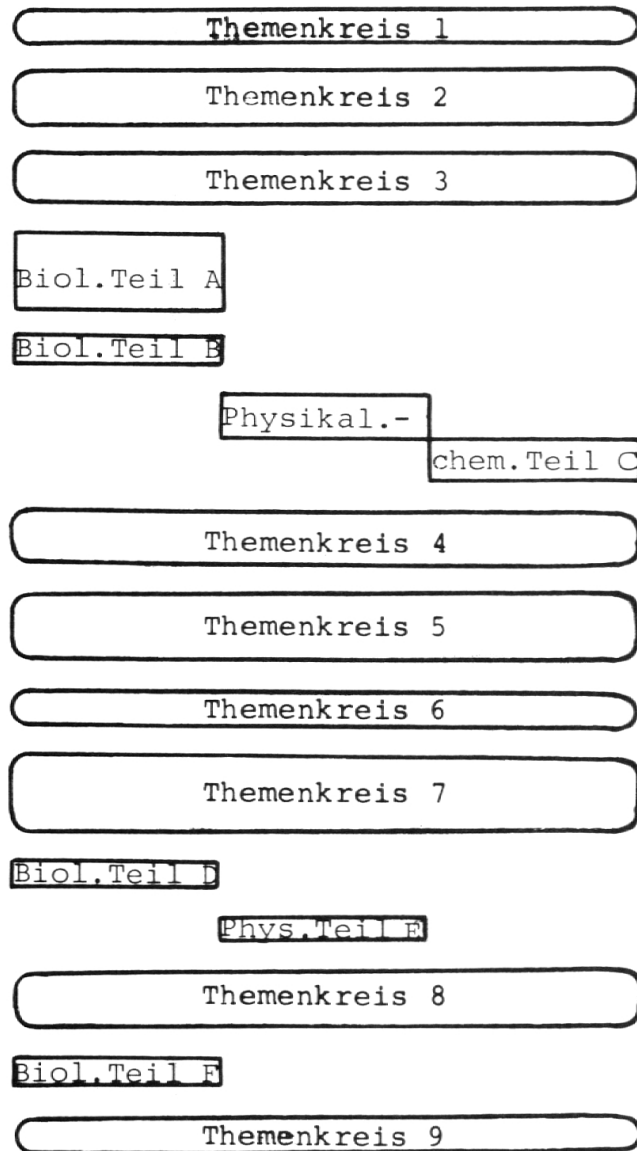 Themenkreis 1
Themenkreis 2
Themenkreis 3
Biol.Teil A
Biol.Teil B
Physikal.-
chem.Teil C
Themenkreis 4
Themenkreis 5
Themenkreis 6
Themenkreis 7
Biol.Teil D
Phys.Teil E
Themenkreis 8
Biol.Teil F
Themenkreis 9